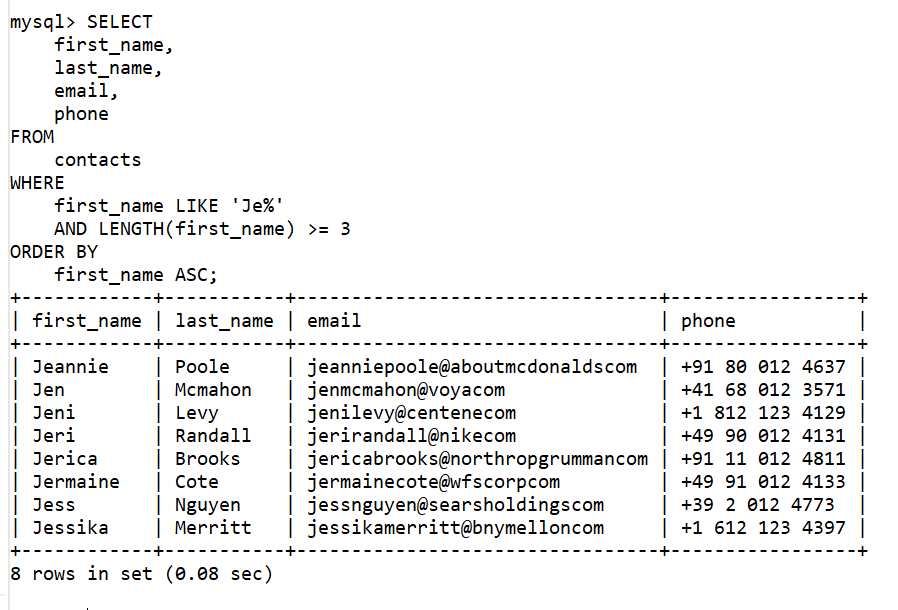 mysql> SELECT
    first_name,
    last_name,
    email,
    phone
FROM
    contacts
WHERE
    first_name LIKE 'Je%'
    AND LENGTH(first_name) >= 3
ORDER BY
    first_name ASC;
+------------+-----------+---------------------------------+----------------+
| first_name | last_name | email                           | phone          |
+------------+-----------+---------------------------------+----------------+
| Jeannie    | Poole     | jeanniepoole@aboutmcdonaldscom  | +91 80 012 4637 |
| Jen        | Mcmahon   | jenmcmahon@voyacom              | +41 68 012 3571 |
| Jeni       | Levy      | jenilevy@centenecom             | +1 812 123 4129 |
| Jeri       | Randall   | jerirandall@nikecom             | +49 90 012 4131 |
| Jerica     | Brooks    | jericabrooks@northropgrummancom | +91 11 012 4811 |
| Jermaine   | Cote      | jermainecote@wfscorpcom         | +49 91 012 4133 |
| Jess       | Nguyen    | jessnguyen@searsholdingscom     | +39 2 012 4773  |
| Jessika    | Merritt   | jessikamerritt@bnymelloncom     | +1 612 123 4397 |
+------------+-----------+---------------------------------+----------------+
8 rows in set (0.08 sec)